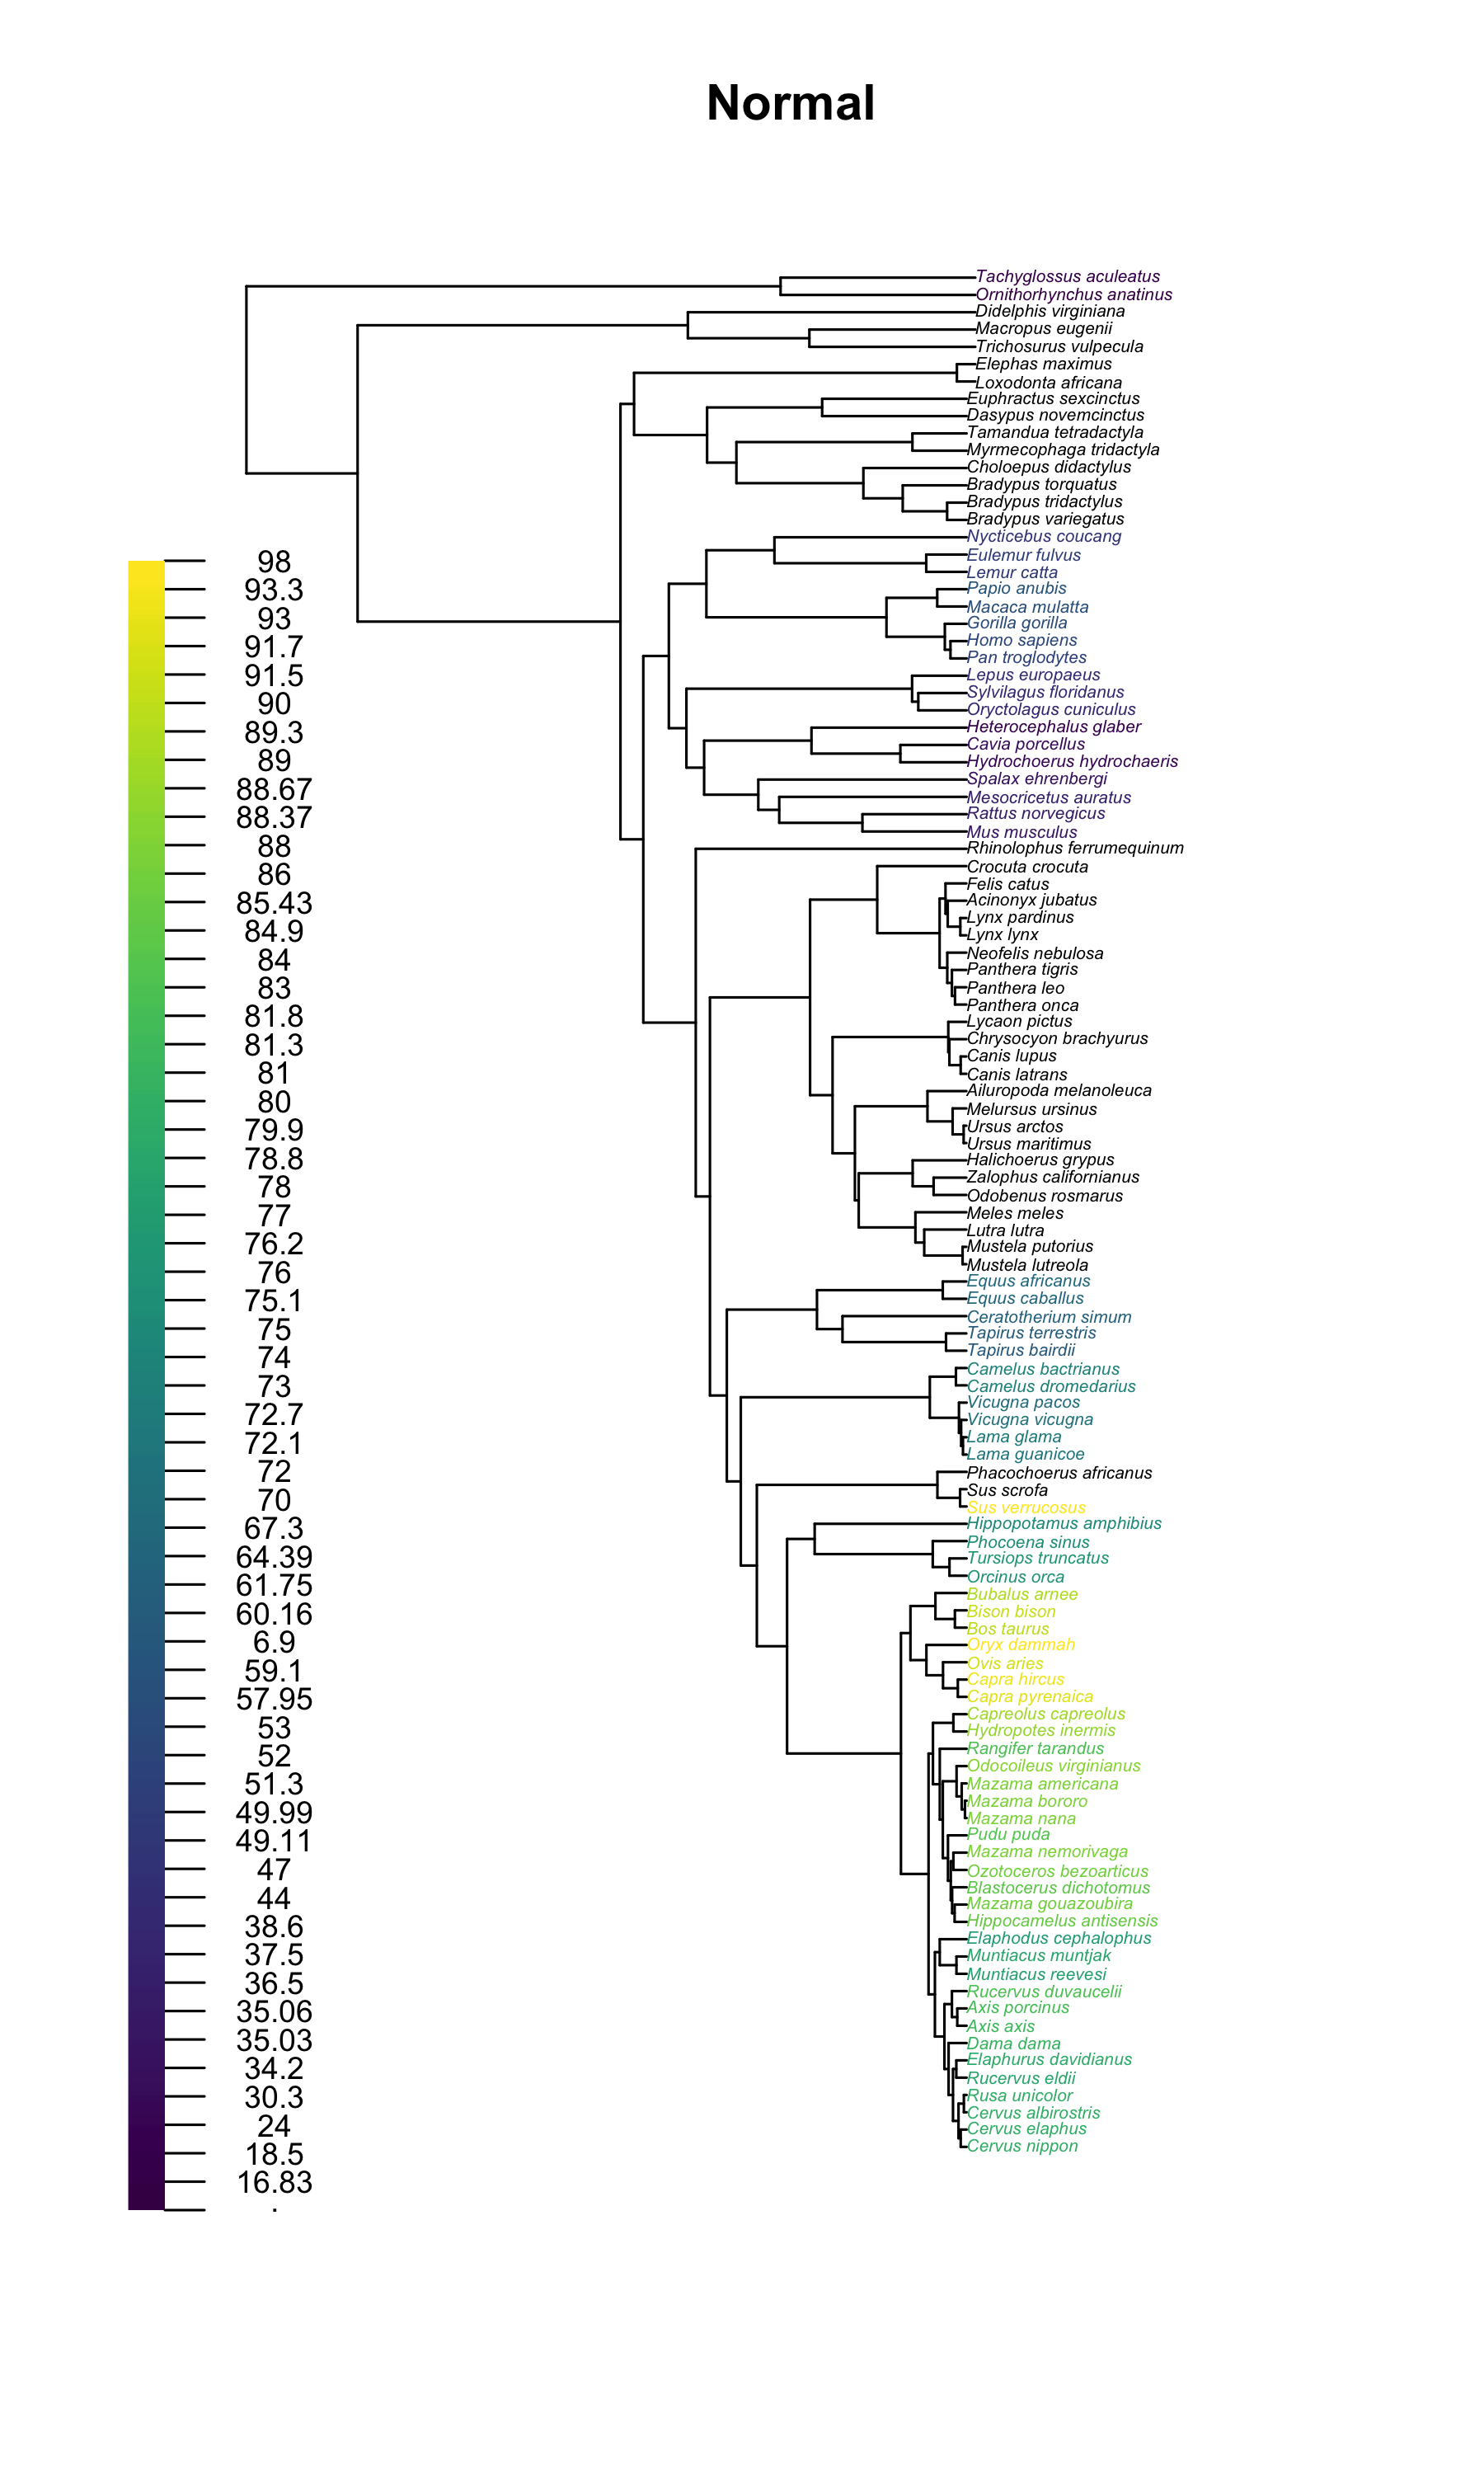 Normal
Tachyglossus aculeatus
Ornithorhynchus anatinus
Didelphis virginiana
Macropus eugenii
Trichosurus vulpecula
Elephas maximus
Loxodonta africana
Euphractus sexcinctus
Dasypus novemcinctus
Tamandua tetradactyla
Myrmecophaga tridactyla
Choloepus didactylus
Bradypus torquatus
Bradypus tridactylus
Bradypus variegatus
Nycticebus coucang
Eulemur fulvus
Lemur catta
Papio anubis
Macaca mulatta
Gorilla gorilla
Homo sapiens
Pan troglodytes
Lepus europaeus
Sylvilagus floridanus
Oryctolagus cuniculus
Heterocephalus glaber
Cavia porcellus
Hydrochoerus hydrochaeris
Spalax ehrenbergi
Mesocricetus auratus
Rattus norvegicus
Mus musculus
Rhinolophus ferrumequinum
Crocuta crocuta
Felis catus
Acinonyx jubatus
Lynx pardinus
Lynx lynx
Neofelis nebulosa
Panthera tigris
Panthera leo
Panthera onca
Lycaon pictus
Chrysocyon brachyurus
Canis lupus
Canis latrans
Ailuropoda melanoleuca
Melursus ursinus
Ursus arctos
Ursus maritimus
Halichoerus grypus
Zalophus californianus
Odobenus rosmarus
Meles meles
Lutra lutra
Mustela putorius
Mustela lutreola
Equus africanus
Equus caballus
Ceratotherium simum
Tapirus terrestris
Tapirus bairdii
Camelus bactrianus
Camelus dromedarius
Vicugna pacos
Vicugna vicugna
Lama glama
Lama guanicoe
Phacochoerus africanus
Sus scrofa
Sus verrucosus
Hippopotamus amphibius
Phocoena sinus
Tursiops truncatus
Orcinus orca
Bubalus arnee
Bison bison
Bos taurus
Oryx dammah
Ovis aries
Capra hircus
Capra pyrenaica
Capreolus capreolus
Hydropotes inermis
Rangifer tarandus
Odocoileus virginianus
Mazama americana
Mazama bororo
Mazama nana
Pudu puda
Mazama nemorivaga
Ozotoceros bezoarticus
Blastocerus dichotomus
Mazama gouazoubira
Hippocamelus antisensis
Elaphodus cephalophus
Muntiacus muntjak
Muntiacus reevesi
Rucervus duvaucelii
Axis porcinus
Axis axis
Dama dama
Elaphurus davidianus
Rucervus eldii
Rusa unicolor
Cervus albirostris
Cervus elaphus
Cervus nippon
98
93.3
93
91.7
91.5
90
89.3
89
88.67
88.37
88
86
85.43
84.9
84
83
81.8
81.3
81
80
79.9
78.8
78
77
76.2
76
75.1
75
74
73
72.7
72.1
72
70
67.3
64.39
61.75
60.16
6.9
59.1
57.95
53
52
51.3
49.99
49.11
47
44
38.6
37.5
36.5
35.06
35.03
34.2
30.3
24
18.5
16.83
.